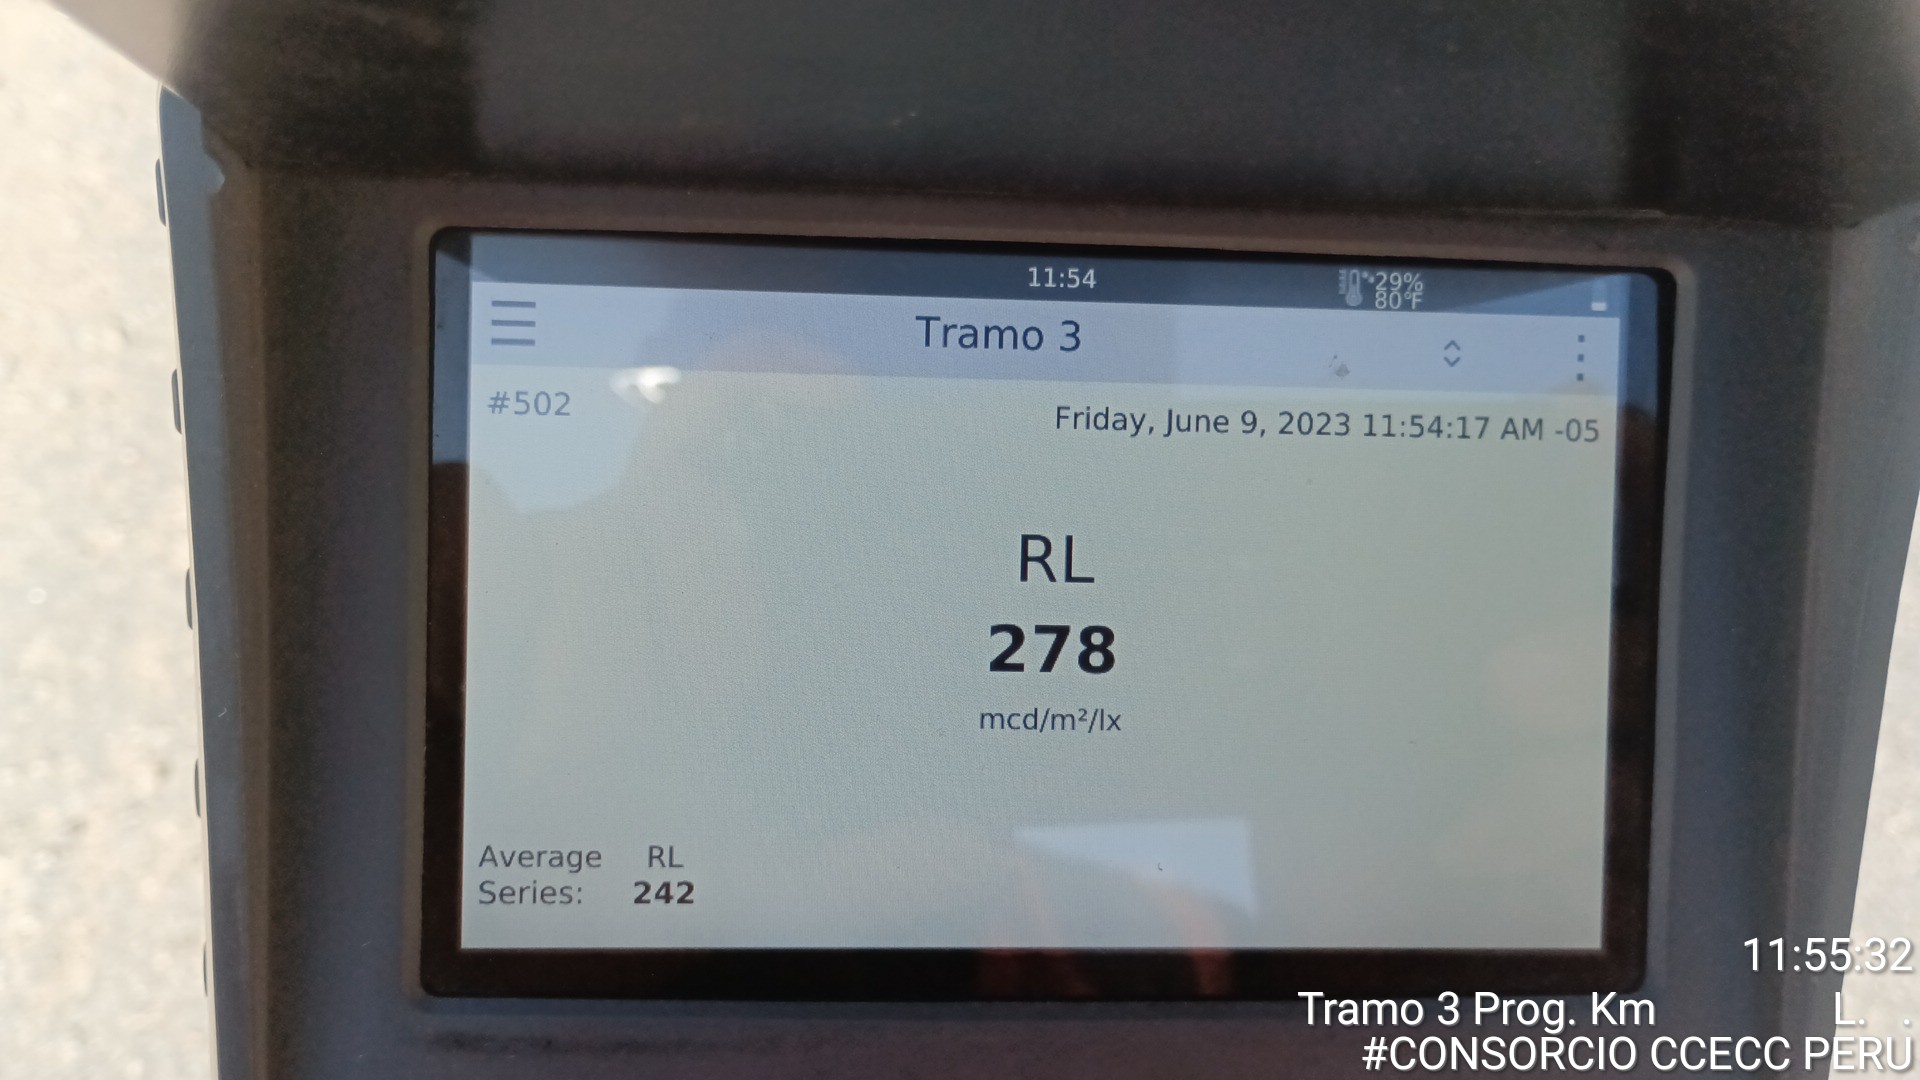 11:54
29%
80°F
Tramo 3
#502
Friday, June 9, 2023 11:54:17 AM -05
RL
278
mcd/m²/lx
Average RL
Series: 242
11:55:32
Tramo 3 Prog. Km L. .
#CONSORCIO CCECC PERU